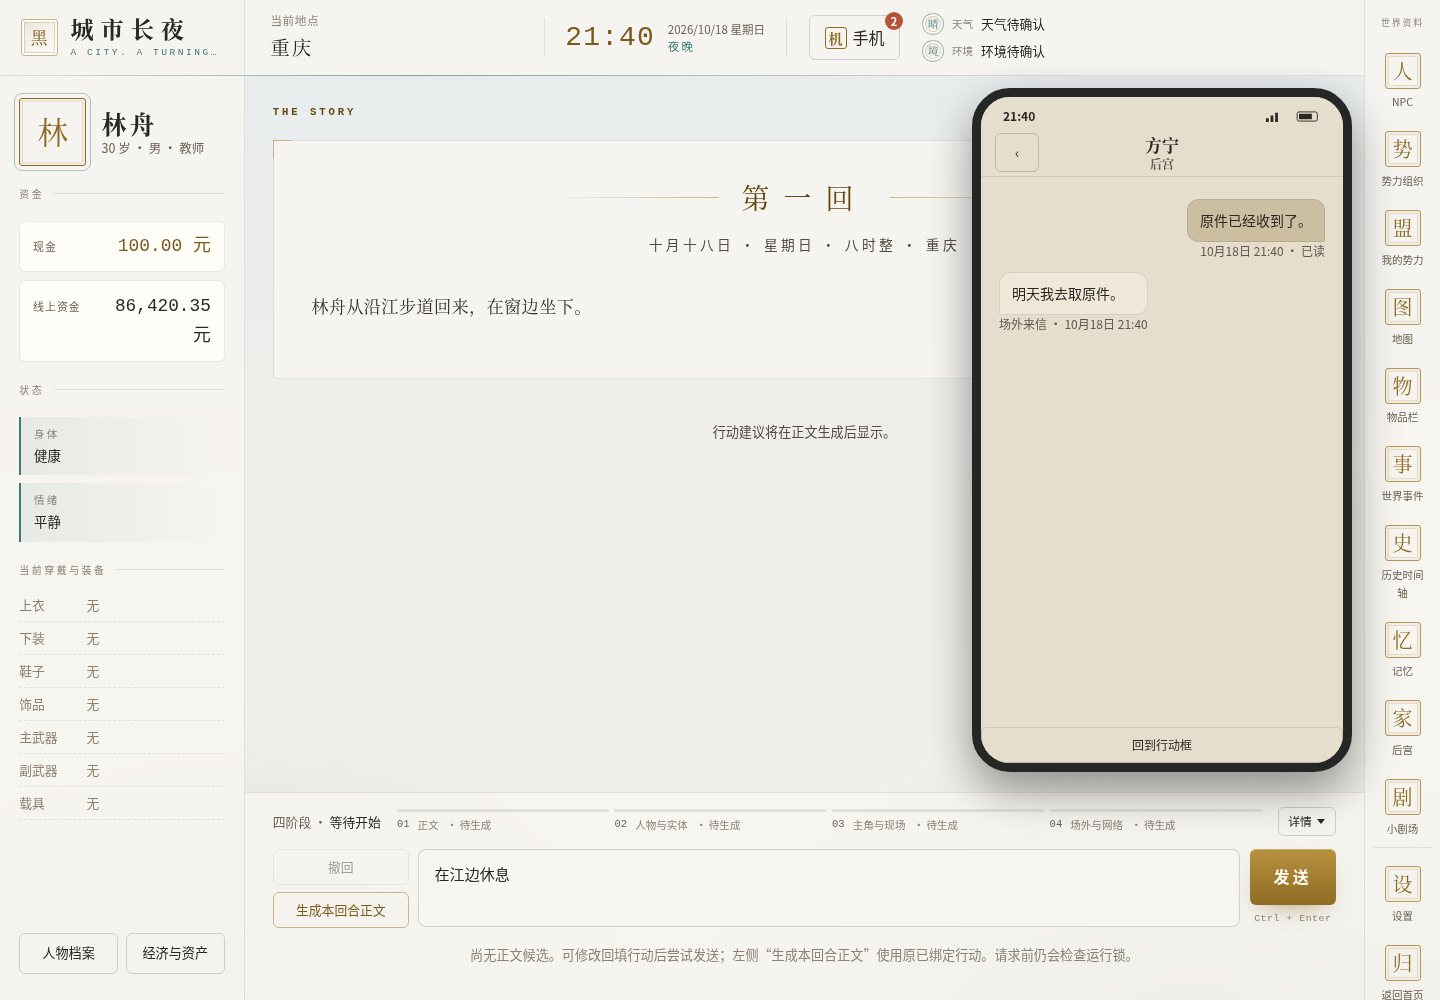 黑
城市长夜
A CITY. A TURNING…
当前地点
重庆
21:40
2026/10/18 星期日
夜晚
机 手机
2
晴 天气 天气待确认
境 环境 环境待确认
林
林舟
30 岁 · 男 · 教师
资金
现金 100.00 元
线上资金 86,420.35
元
状态
身体
健康
情绪
平静
当前穿戴与装备
上衣 无
下装 无
鞋子 无
饰品 无
主武器 无
副武器 无
载具 无
人物档案
经济与资产
THE STORY
第一回
十月十八日 · 星期日 · 八时整 · 重庆
林舟从沿江步道回来，在窗边坐下。
行动建议将在正文生成后显示。
21:40
‹
方宁
后宫
原件已经收到了。
10月18日 21:40 · 已读
明天我去取原件。
场外来信 · 10月18日 21:40
回到行动框
四阶段 · 等待开始
01 正文 · 待生成
02 人物与实体 · 待生成
03 主角与现场 · 待生成
04 场外与网络 · 待生成
详情
撤回
生成本回合正文
在江边休息
发送
Ctrl + Enter
尚无正文候选。可修改回填行动后尝试发送；左侧“生成本回合正文”使用原已绑定行动。请求前仍会检查运行锁。
世界资料
人
NPC
势
势力组织
盟
我的势力
图
地图
物
物品栏
事
世界事件
史
历史时间
轴
忆
记忆
家
后宫
剧
小剧场
设
设置
归
返回首页